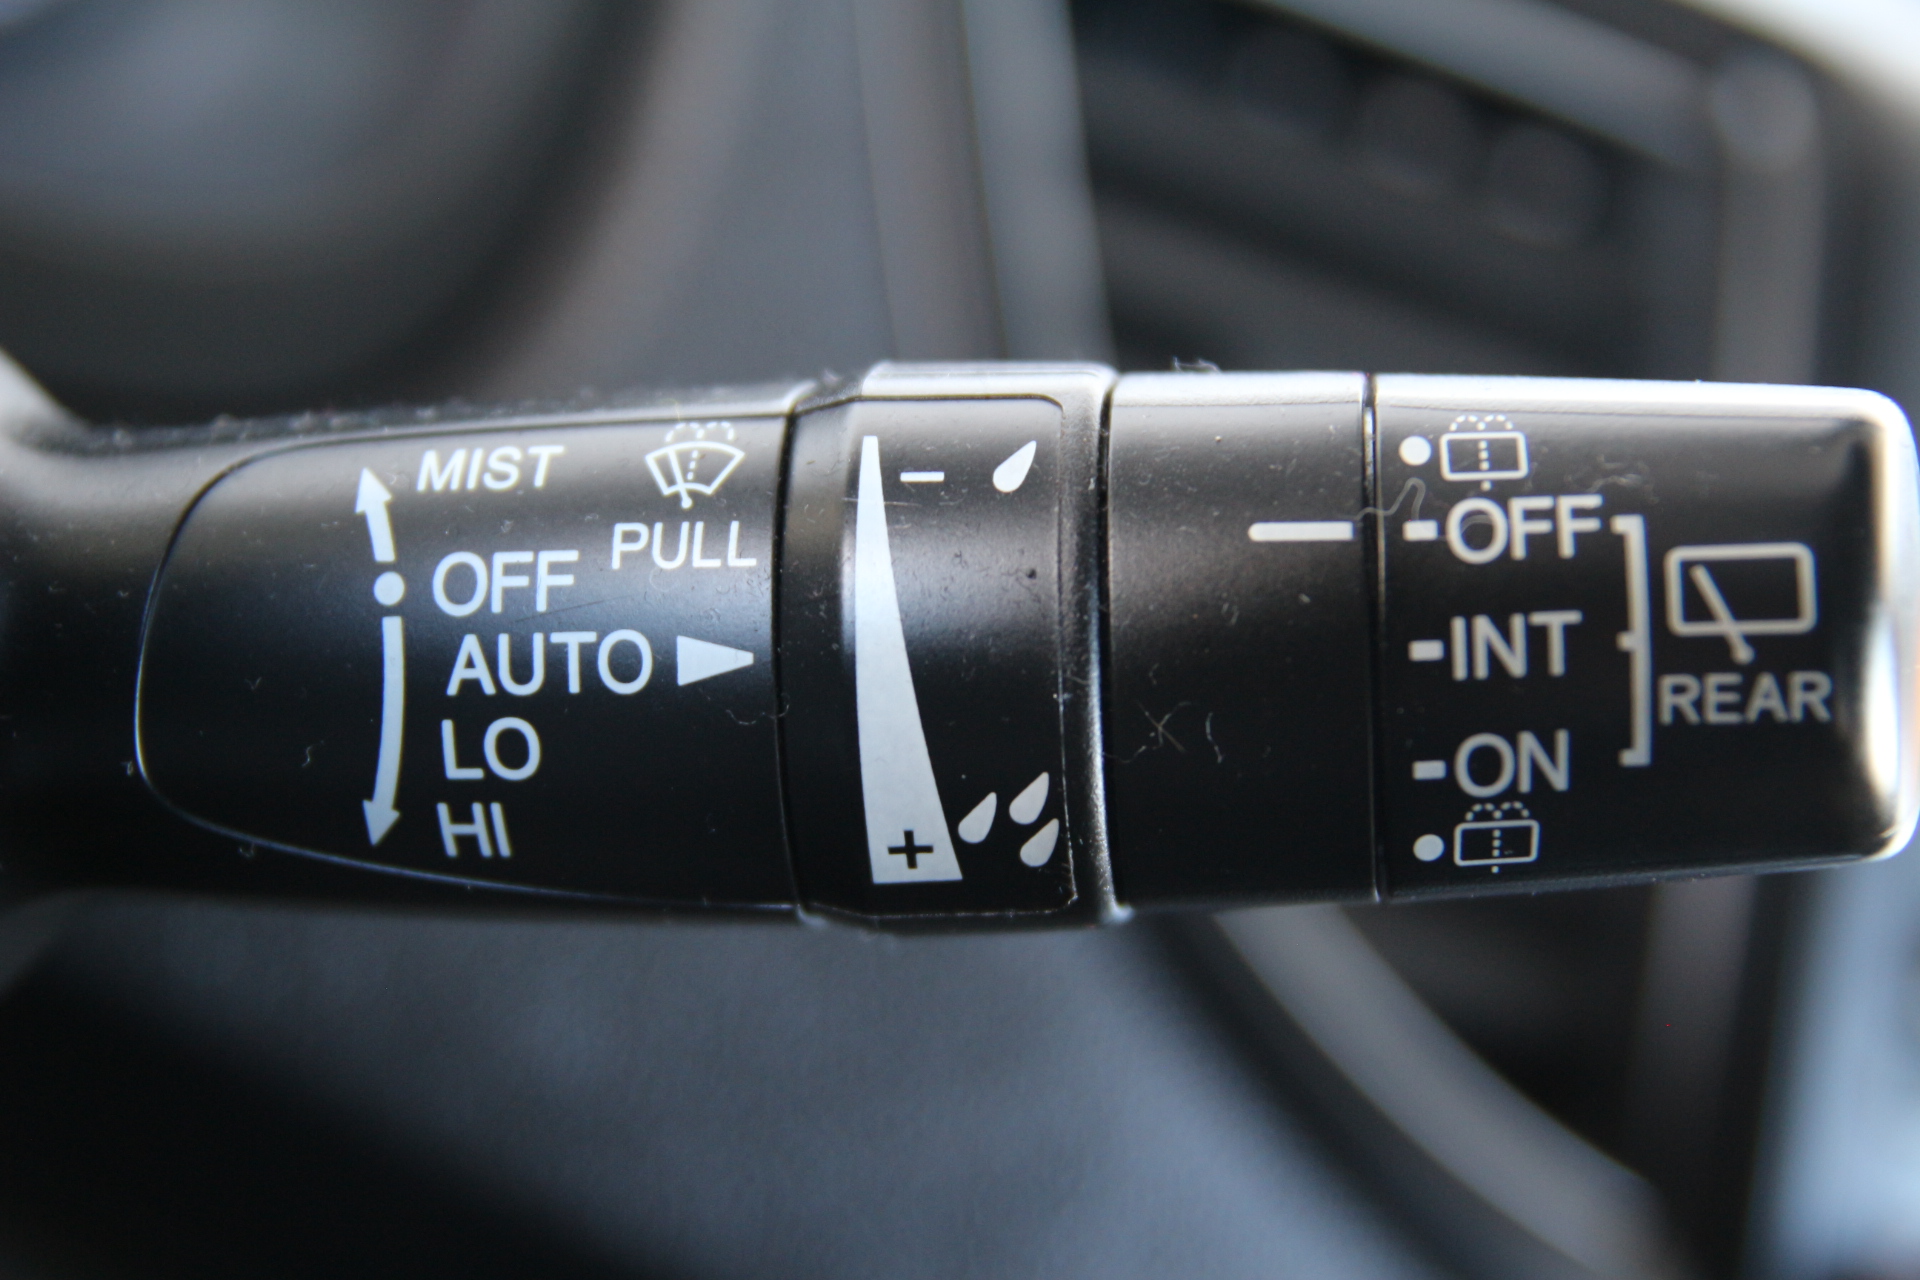 MIST
PULL
OFF
AUTO
LO
HI
-
+
OFF
INT
ON
REAR